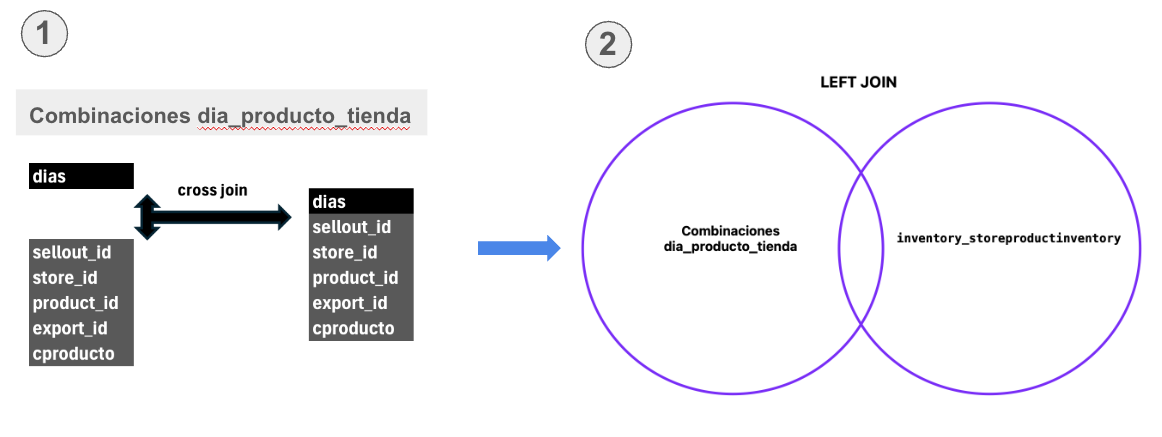 1
Combinaciones dia_producto_tienda
dias
cross join
sellout_id
store_id
product_id
export_id
cproducto
dias
sellout_id
store_id
product_id
export_id
cproducto
2
LEFT JOIN
Combinaciones
dia_producto_tienda
inventory_storeproductinventory